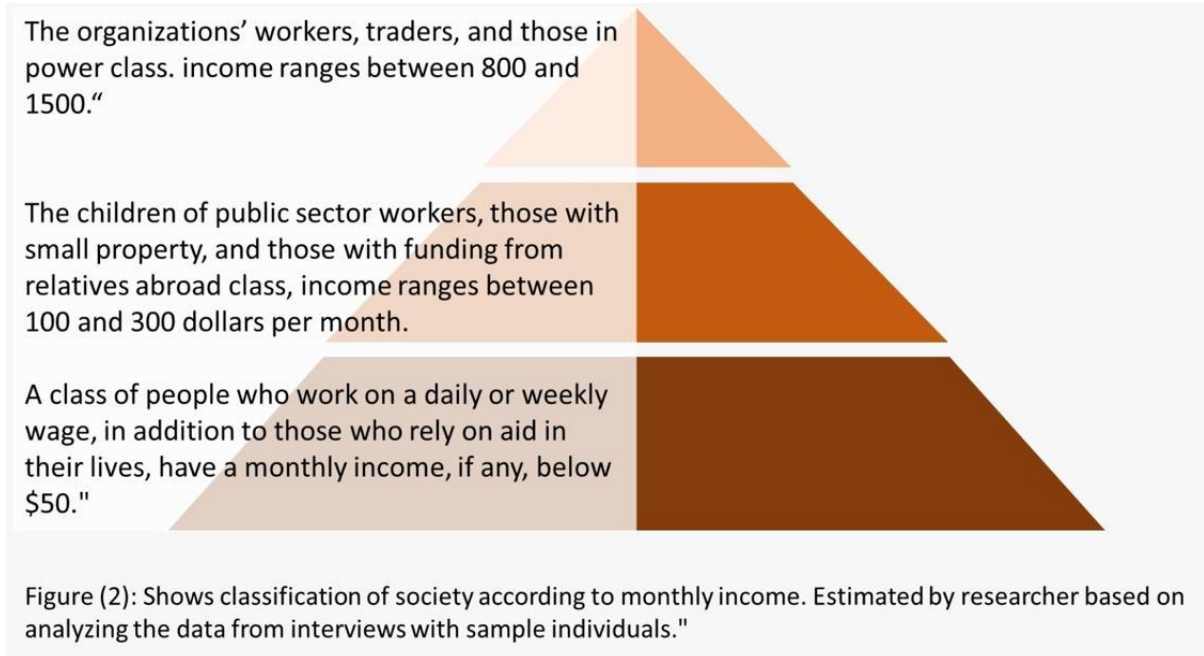 The organizations’ workers, traders, and those in
power class. income ranges between 800 and
1500.“
The children of public sector workers, those with
small property, and those with funding from
relatives abroad class, income ranges between
100 and 300 dollars per month.
A class of people who work on a daily or weekly
wage, in addition to those who rely on aid in
their lives, have a monthly income, if any, below
$50."
Figure (2): Shows classification of society according to monthly income. Estimated by researcher based on
analyzing the data from interviews with sample individuals."